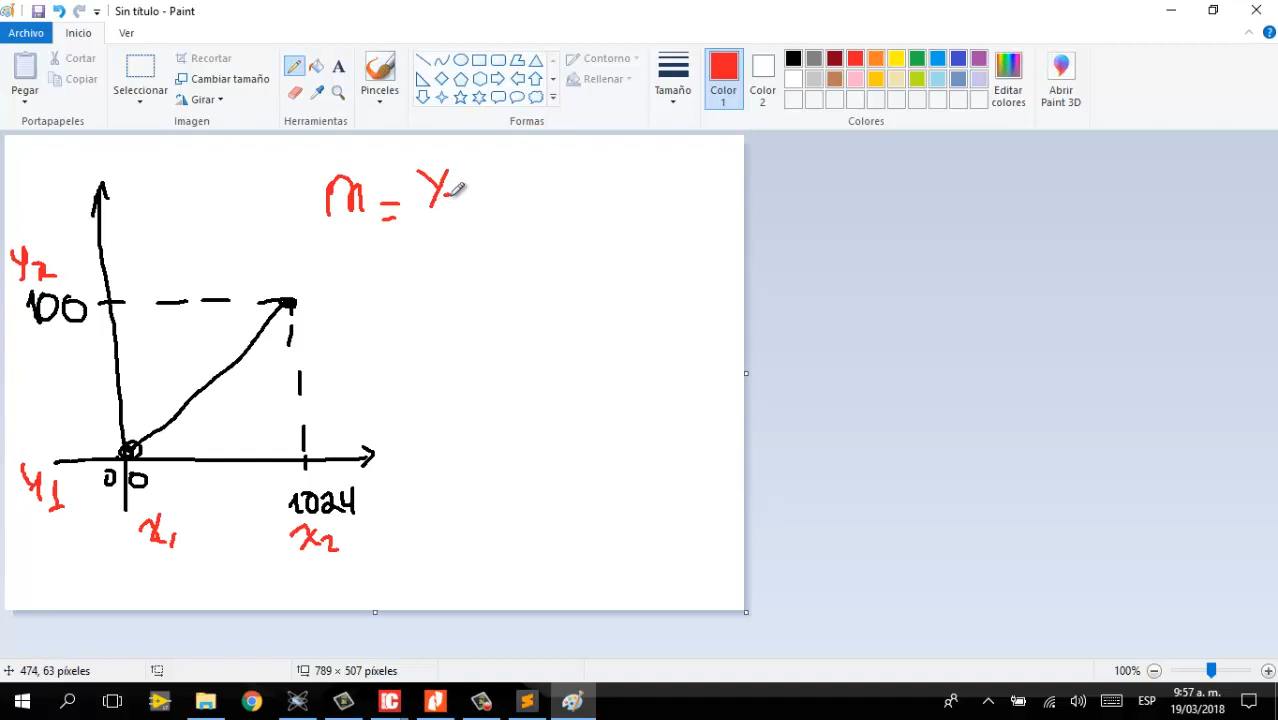 Sin título - Paint
Archivo Inicio Ver
Pegar
Cortar
Copiar
Portapapeles
Seleccionar
Recortar
Cambiar tamaño
Girar
Imagen
A
Herramientas
Pinceles
Contorno
Rellenar
Formas
Tamaño
Color 1
Color 2
Editar colores
Colores
Abrir Paint 3D
m = y
y2
100
0 0
y1
1024
x1
x2
474, 63 píxeles
789 × 507 píxeles
100%
IC
ESP
9:57 a. m.
19/03/2018